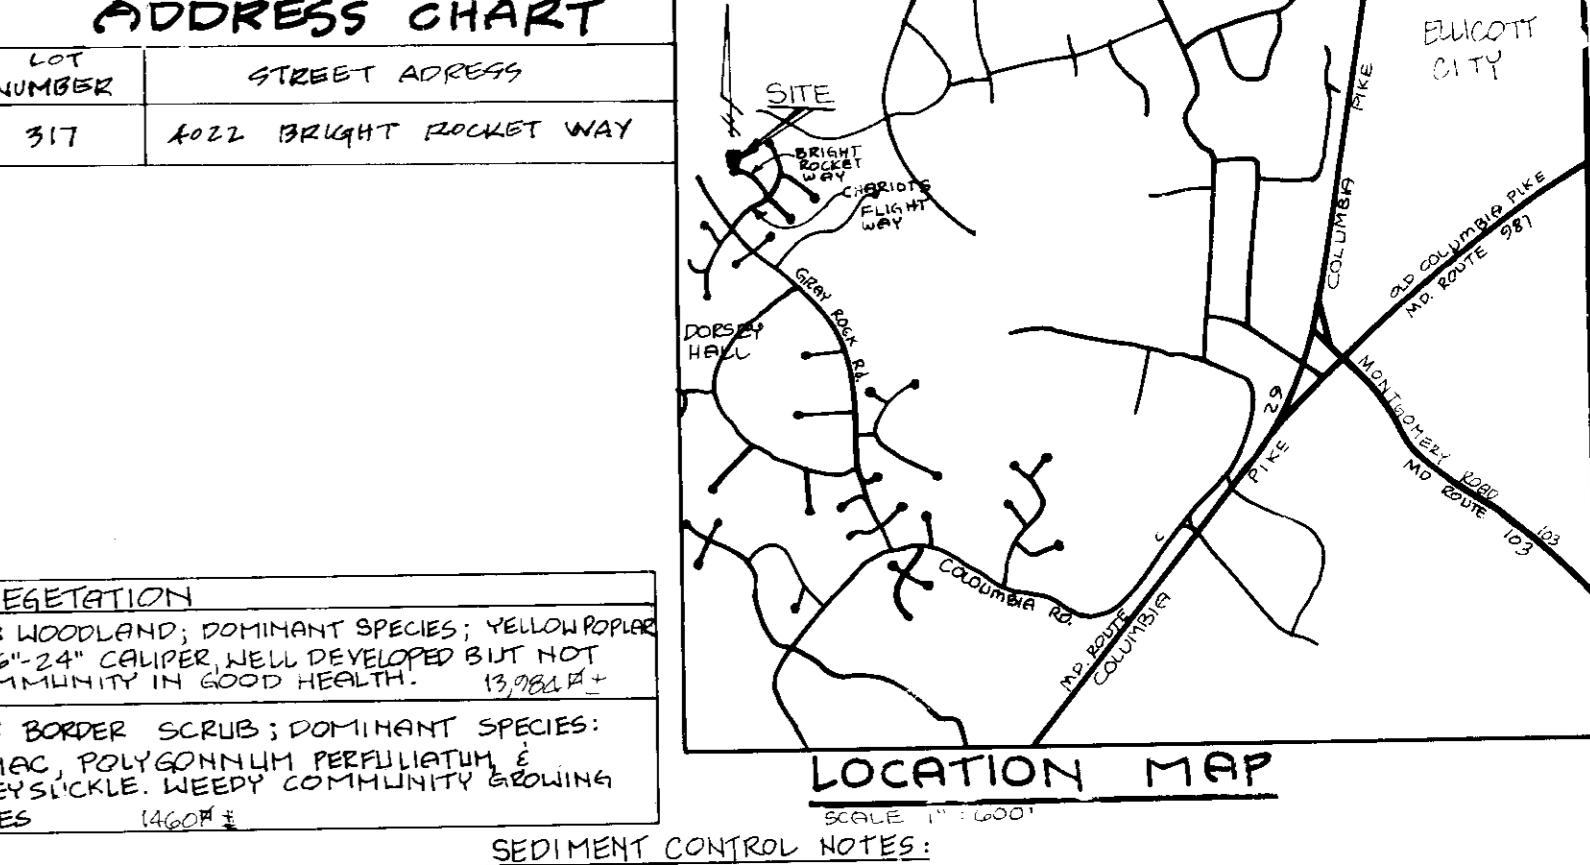 ADDRESS CHART
LOT
NUMBER
STREET ADRESS
317
4022 BRIGHT ROCKET WAY
SITE
BRIGHT
ROCKET
WAY
CHARIOTS
FLIGHT
WAY
GRAY ROCK Rd.
DORSEY
HALL
ELLICOTT
CITY
COLUMBIA PIKE
OLD COLUMBIA PIKE
MD. ROUTE 987
MONTGOMERY ROAD
MD ROUTE 103
103
29
PIKE
COLOUMBIA RD.
MD. ROUTE
COLUMBIA
EGETATION
WOODLAND; DOMINANT SPECIES; YELLOW POPLAR
6"-24" CALIPER, WELL DEVELOPED BUT NOT
MMUNITY IN GOOD HEALTH. 13,984 ±
BORDER SCRUB; DOMINANT SPECIES:
MAC, POLYGONNUM PERFULIATUM &
EYSUCKLE. WEEDY COMMUNITY GROWING
ES 1460 ±
LOCATION MAP
SCALE 1" : 600'
SEDIMENT CONTROL NOTES: